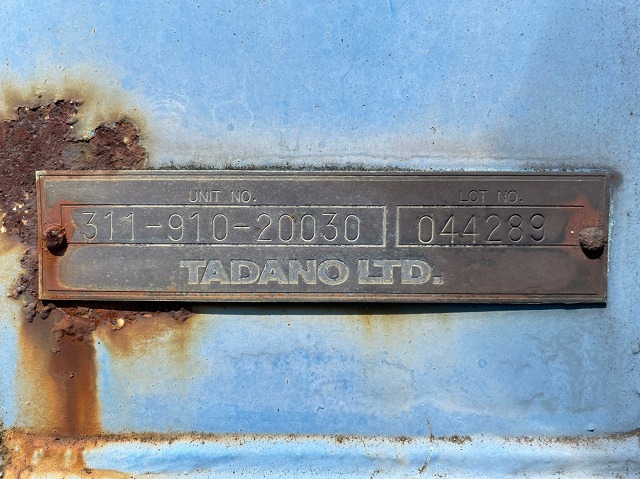 UNIT NO. LOT NO.
311-910-20030 044289
TADANO LTD.